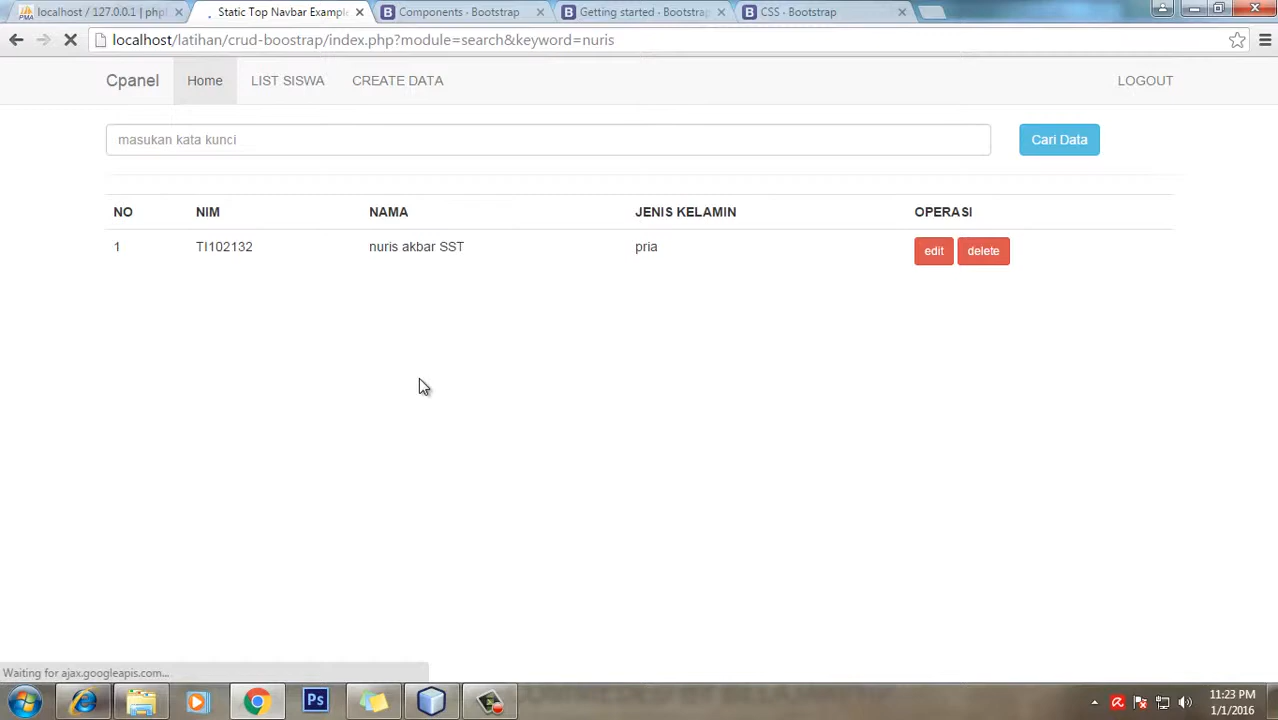 localhost / 127.0.0.1 | php
Static Top Navbar Example
Components - Bootstrap
Getting started - Bootstrap
CSS - Bootstrap
localhost/latihan/crud-boostrap/index.php?module=search&keyword=nuris
Cpanel Home LIST SISWA CREATE DATA LOGOUT
masukan kata kunci Cari Data
NO NIM NAMA JENIS KELAMIN OPERASI
1 TI102132 nuris akbar SST pria edit delete
Waiting for ajax.googleapis.com...
Ps
11:23 PM
1/1/2016